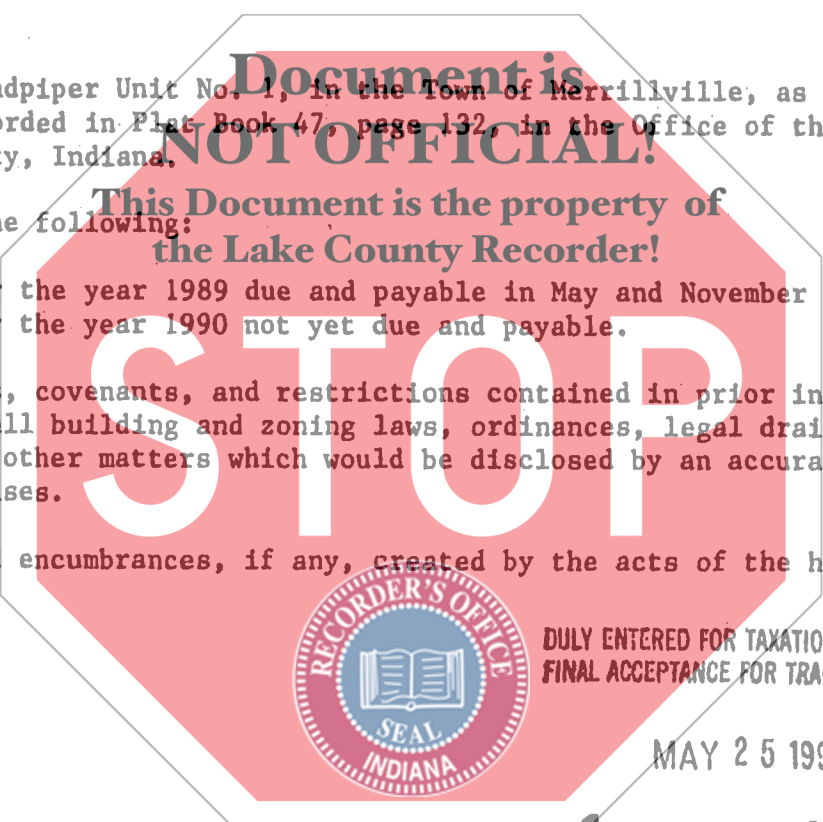 Document is
NOT OFFICIAL!
This Document is the property of
the Lake County Recorder!
STOP
dpiper Unit No. 1, in the Town of Merrillville, as
orded in Plat Book 47, page 132, in the Office of th
ty, Indiana.
e following:
the year 1989 due and payable in May and November
the year 1990 not yet due and payable.
s, covenants, and restrictions contained in prior in
ll building and zoning laws, ordinances, legal drai
other matters which would be disclosed by an accura
ses.
encumbrances, if any, created by the acts of the h
RECORDER'S OFFICE
SEAL
INDIANA
DULY ENTERED FOR TAXATIO
FINAL ACCEPTANCE FOR TRA
MAY 25 199